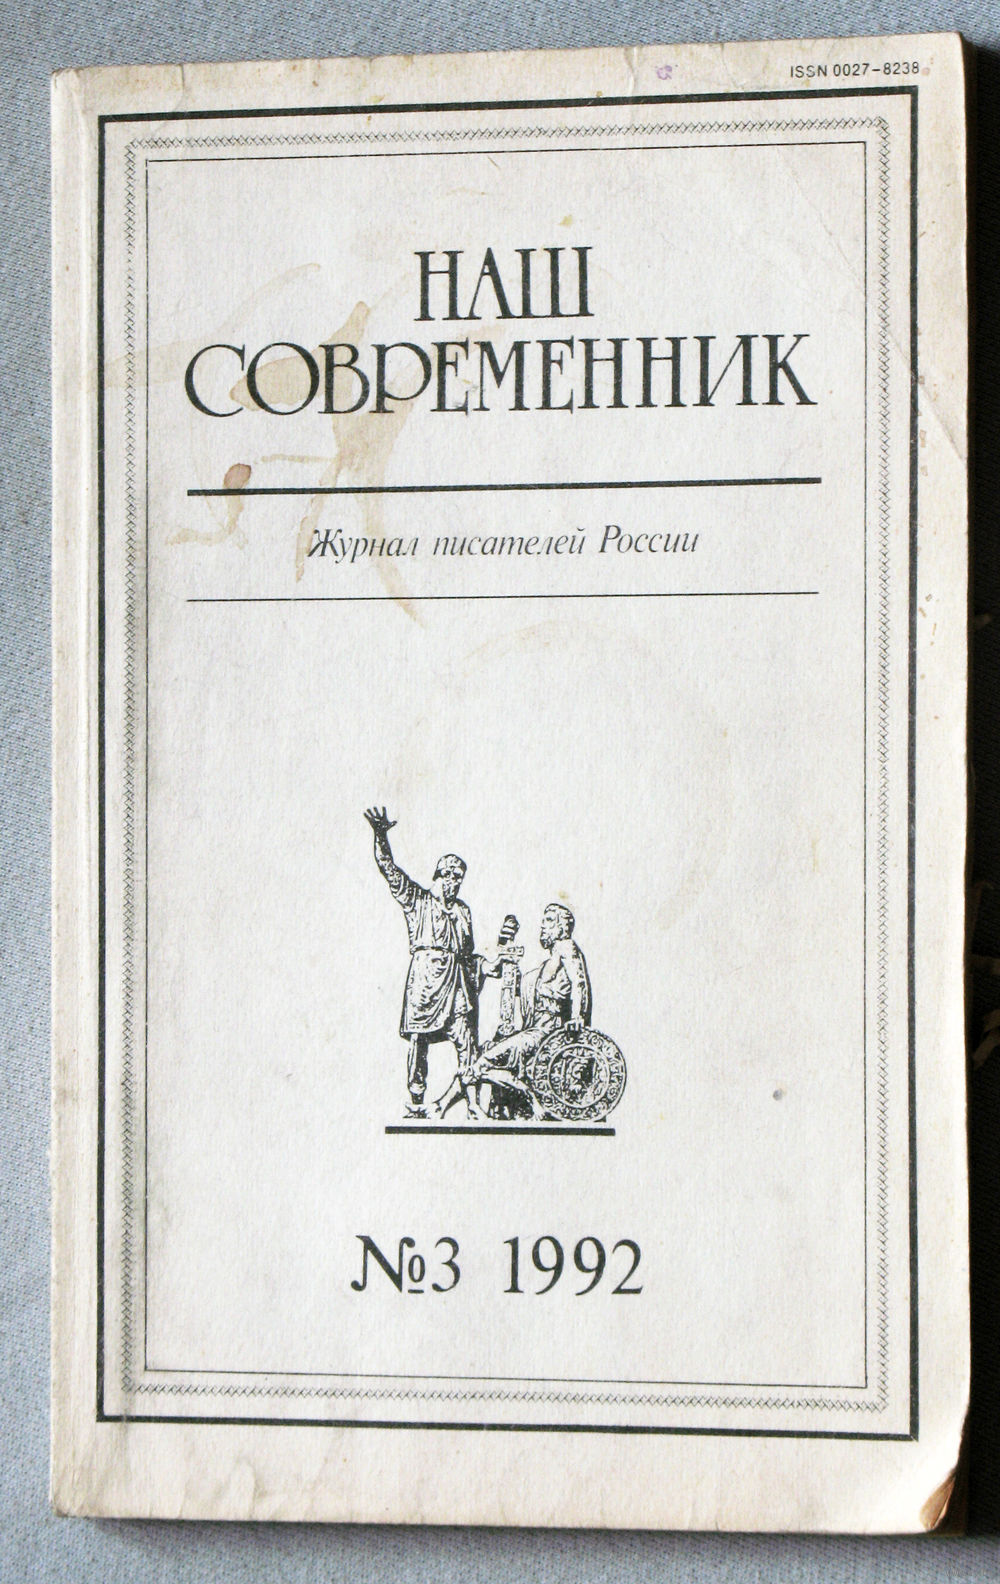 ISSN 0027-8238
НАШ
СОВРЕМЕННИК
Журнал писателей России
№3 1992